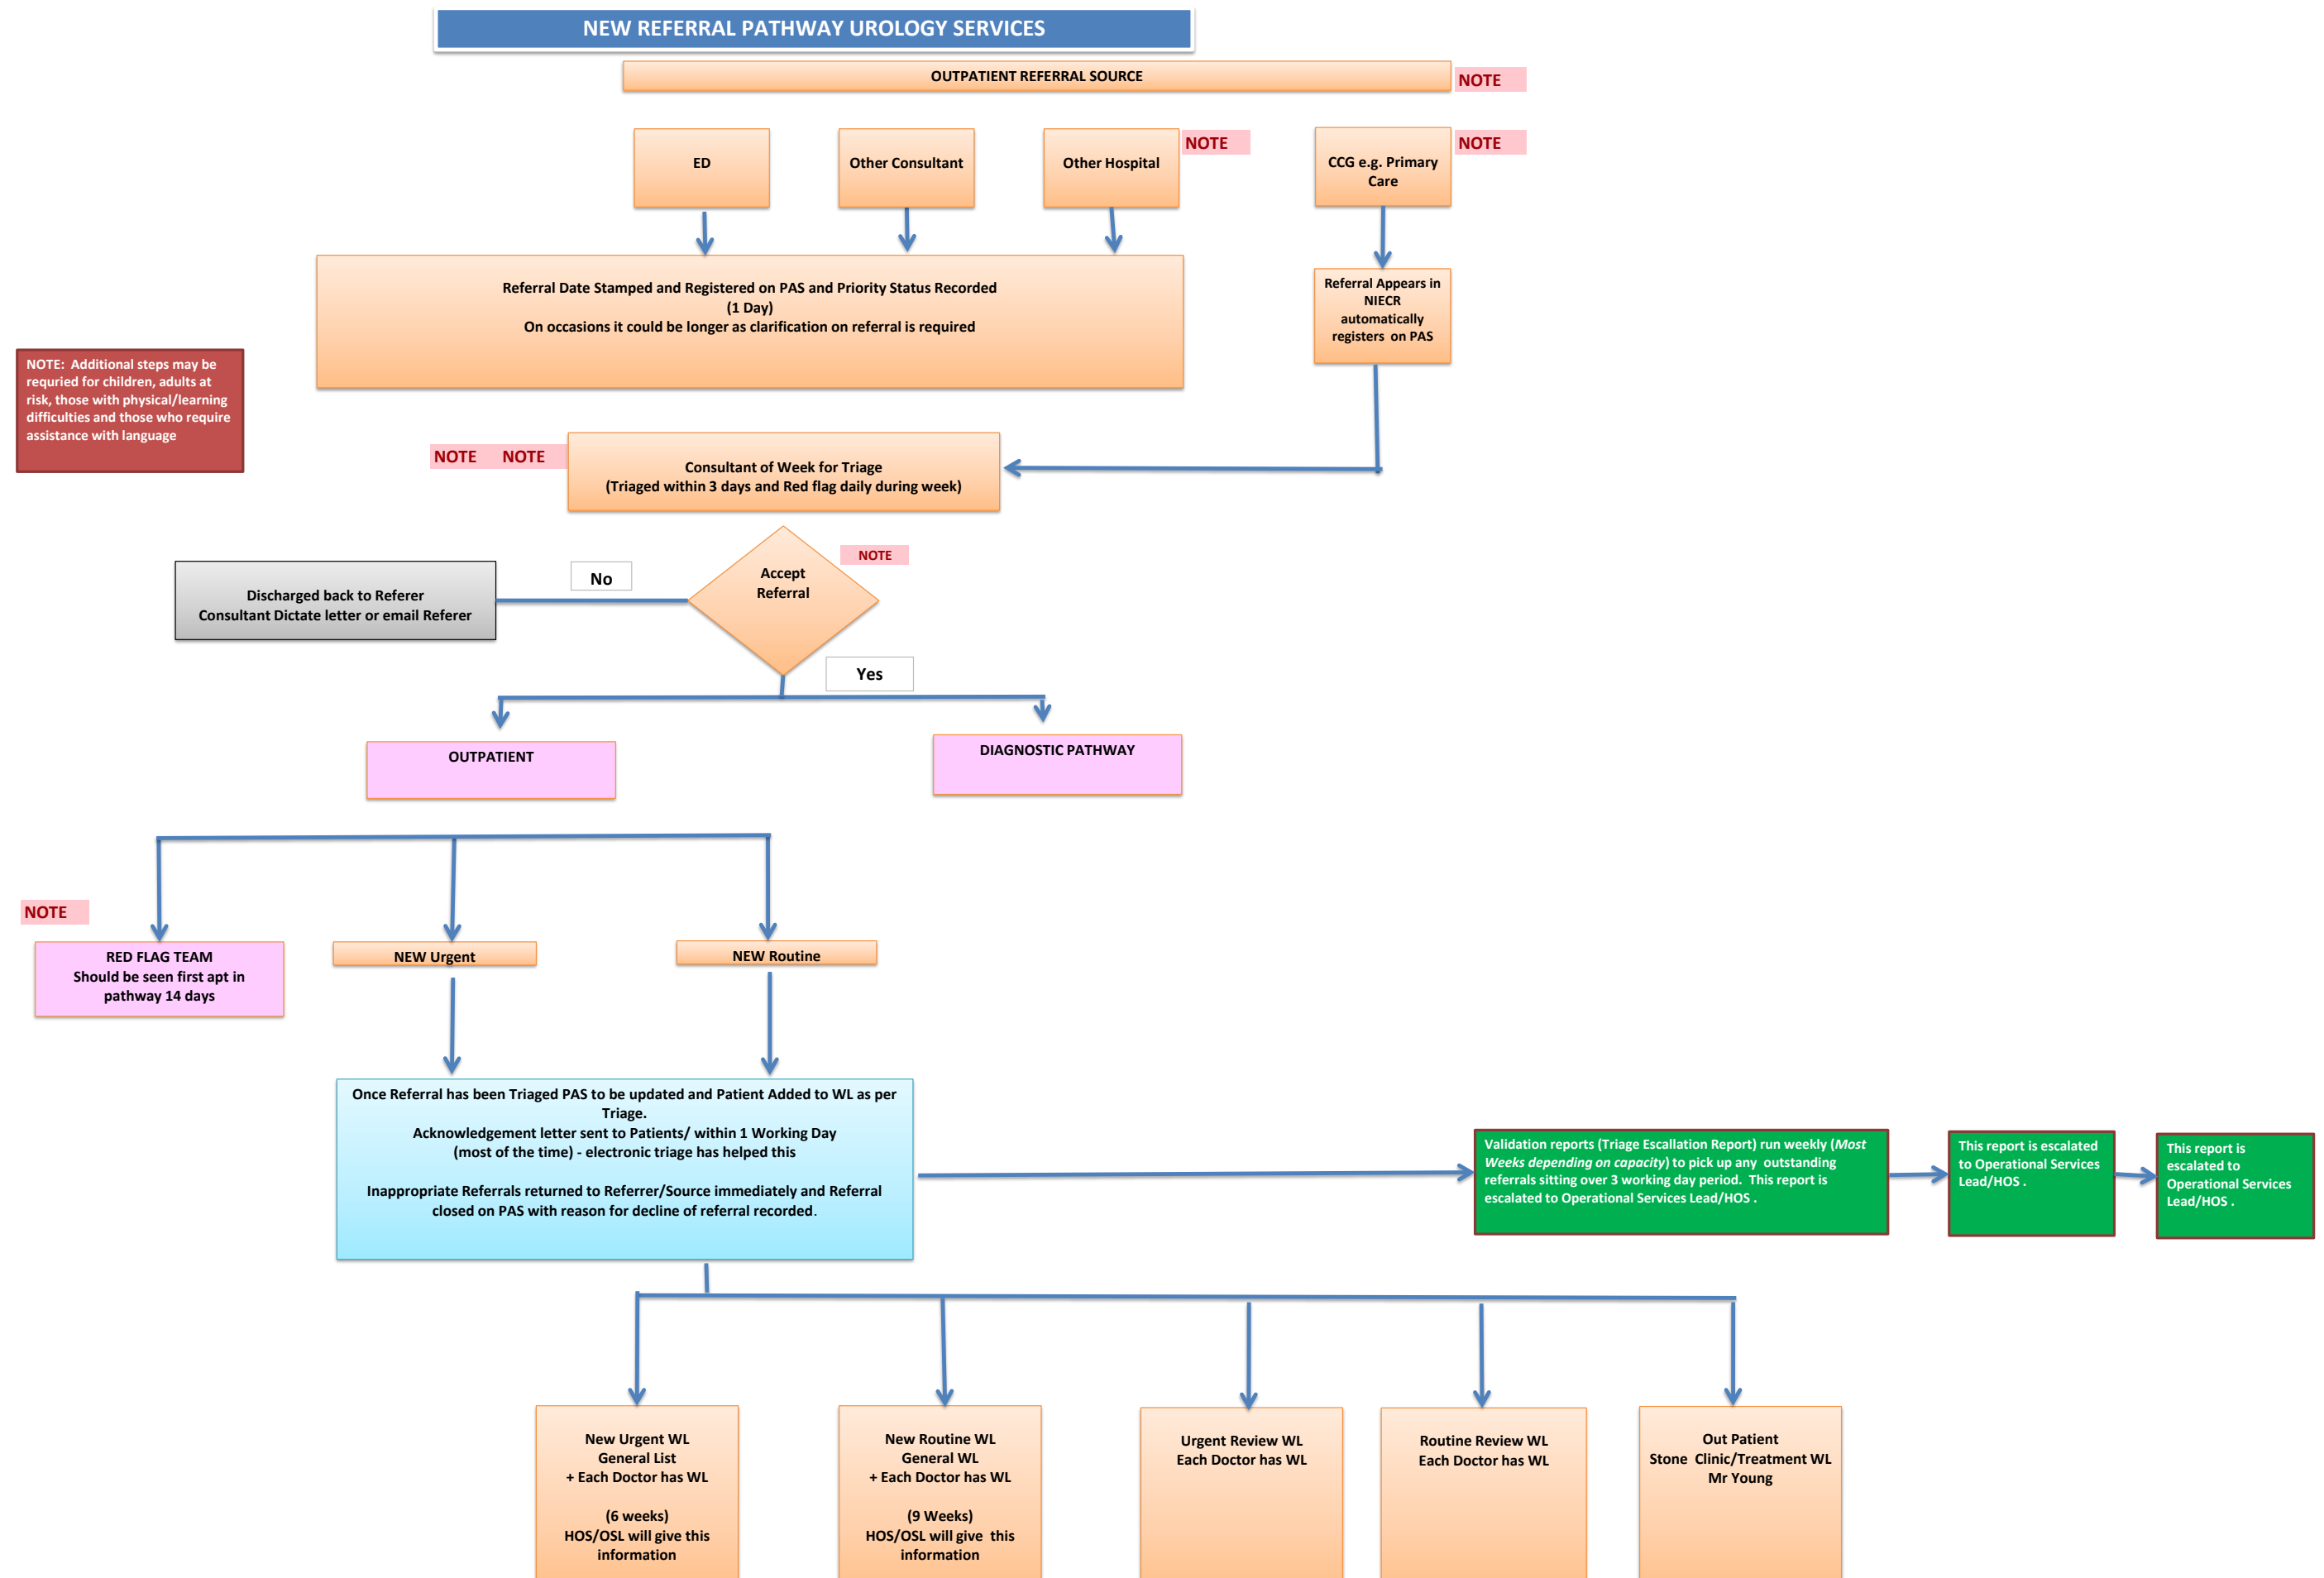 NEW REFERRAL PATHWAY UROLOGY SERVICES
OUTPATIENT REFERRAL SOURCE
NOTE
ED
Other Consultant
Other Hospital
NOTE
CCG e.g. Primary
Care
NOTE
Referral Date Stamped and Registered on PAS and Priority Status Recorded
(1 Day)
On occasions it could be longer as clarification on referral is required
Referral Appears in
NIECR
automatically
registers on PAS
NOTE: Additional steps may be
requried for children, adults at
risk, those with physical/learning
difficulties and those who require
assistance with language
NOTE NOTE
Consultant of Week for Triage
(Triaged within 3 days and Red flag daily during week)
NOTE
Accept
Referral
No
Discharged back to Referer
Consultant Dictate letter or email Referer
Yes
OUTPATIENT
DIAGNOSTIC PATHWAY
NOTE
RED FLAG TEAM
Should be seen first apt in
pathway 14 days
NEW Urgent
NEW Routine
Once Referral has been Triaged PAS to be updated and Patient Added to WL as per
Triage.
Acknowledgement letter sent to Patients/ within 1 Working Day
(most of the time) - electronic triage has helped this
Inappropriate Referrals returned to Referrer/Source immediately and Referral
closed on PAS with reason for decline of referral recorded.
Validation reports (Triage Escallation Report) run weekly (Most
Weeks depending on capacity) to pick up any outstanding
referrals sitting over 3 working day period. This report is
escalated to Operational Services Lead/HOS .
This report is escalated
to Operational Services
Lead/HOS .
This report is
escalated to
Operational Services
Lead/HOS .
New Urgent WL
General List
+ Each Doctor has WL
(6 weeks)
HOS/OSL will give this
information
New Routine WL
General WL
+ Each Doctor has WL
(9 Weeks)
HOS/OSL will give this
information
Urgent Review WL
Each Doctor has WL
Routine Review WL
Each Doctor has WL
Out Patient
Stone Clinic/Treatment WL
Mr Young